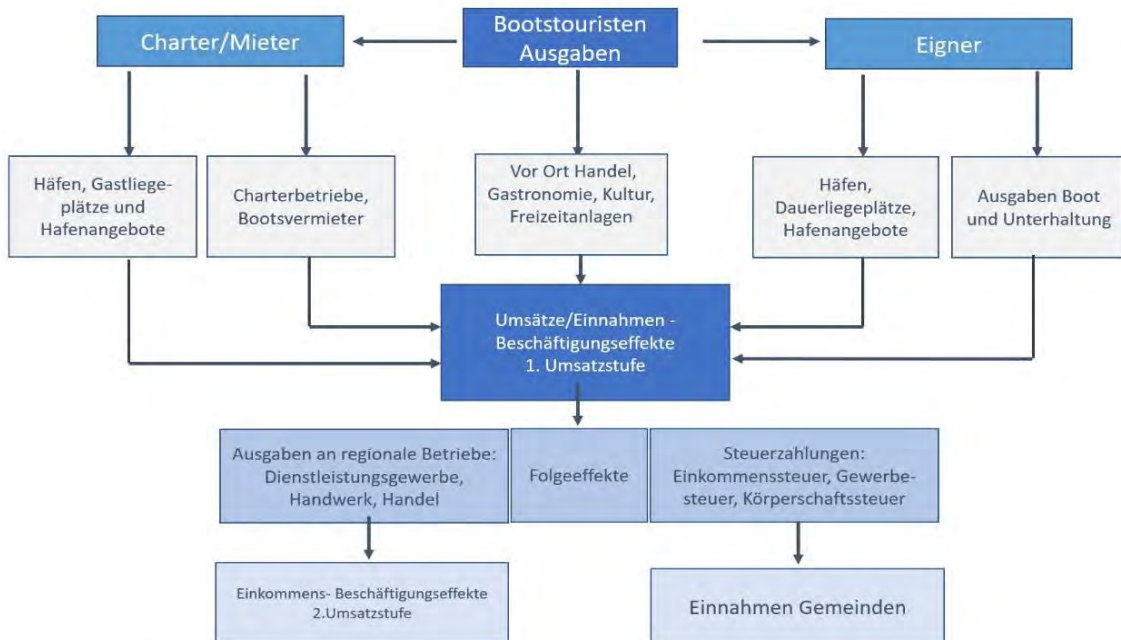 Bootstouristen
Ausgaben
Charter/Mieter
Eigner
Häfen, Gastliege-
plätze und
Hafenangebote
Charterbetriebe,
Bootsvermieter
Vor Ort Handel,
Gastronomie, Kultur,
Freizeitanlagen
Häfen,
Dauerliegeplätze,
Hafenangebote
Ausgaben Boot
und Unterhaltung
Umsätze/Einnahmen -
Beschäftigungseffekte
1. Umsatzstufe
Ausgaben an regionale Betriebe:
Dienstleistungsgewerbe,
Handwerk, Handel
Folgeeffekte
Steuerzahlungen:
Einkommenssteuer, Gewerbe-
steuer, Körperschaftssteuer
Einkommens- Beschäftigungseffekte
2.Umsatzstufe
Einnahmen Gemeinden